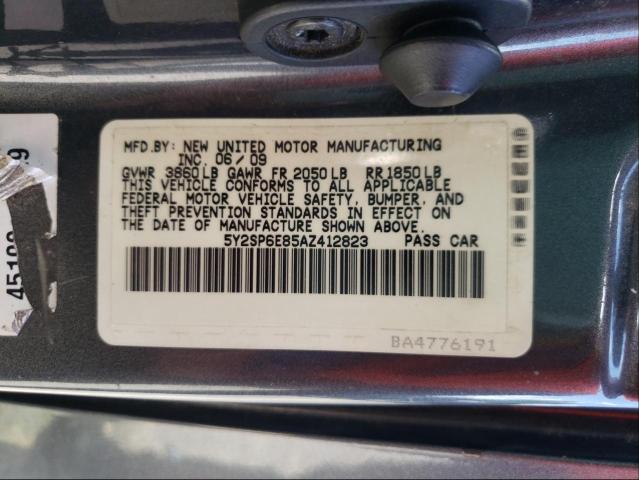 MFD.BY: NEW UNITED MOTOR MANUFACTURING
INC. 06/09
GVWR 3860LB GAWR FR 2050LB RR1850LB
THIS VEHICLE CONFORMS TO ALL APPLICABLE
FEDERAL MOTOR VEHICLE SAFETY, BUMPER, AND
THEFT PREVENTION STANDARDS IN EFFECT ON
THE DATE OF MANUFACTURE SHOWN ABOVE.
5Y2SP6E85AZ412823 PASS CAR
BA4776191